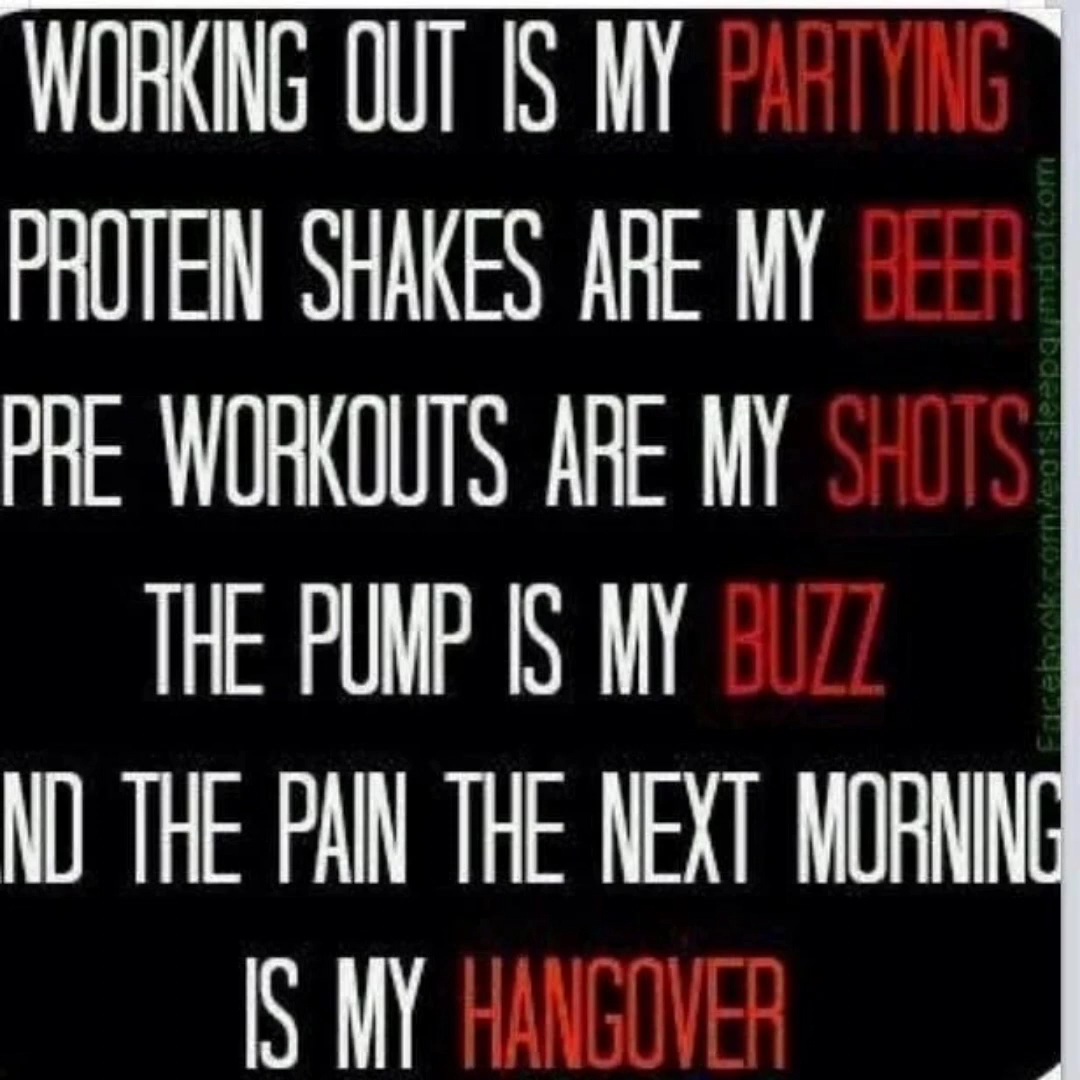 WORKING OUT IS MY PARTYING
PROTEIN SHAKES ARE MY BEER
PRE WORKOUTS ARE MY SHOTS
THE PUMP IS MY BUZZ
ND THE PAIN THE NEXT MORNING
IS MY HANGOVER
Facebook.com/eatsleepgymdotcom